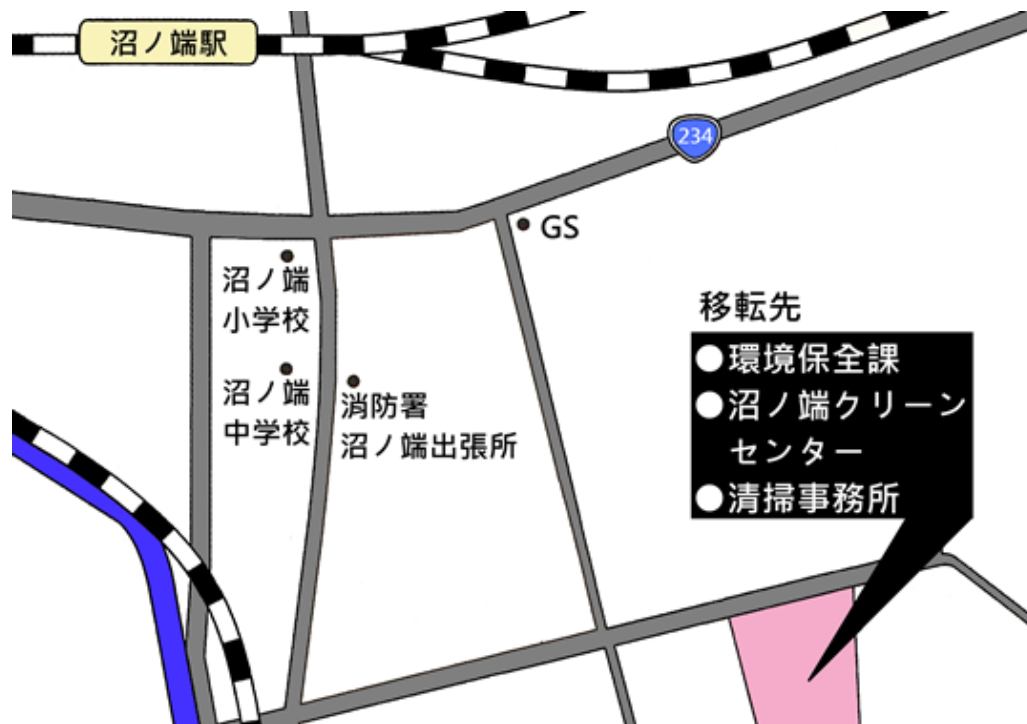 沼ノ端駅
234
GS
沼ノ端
小学校
沼ノ端
中学校
消防署
沼ノ端出張所
移転先
●環境保全課
●沼ノ端クリーン
センター
●清掃事務所